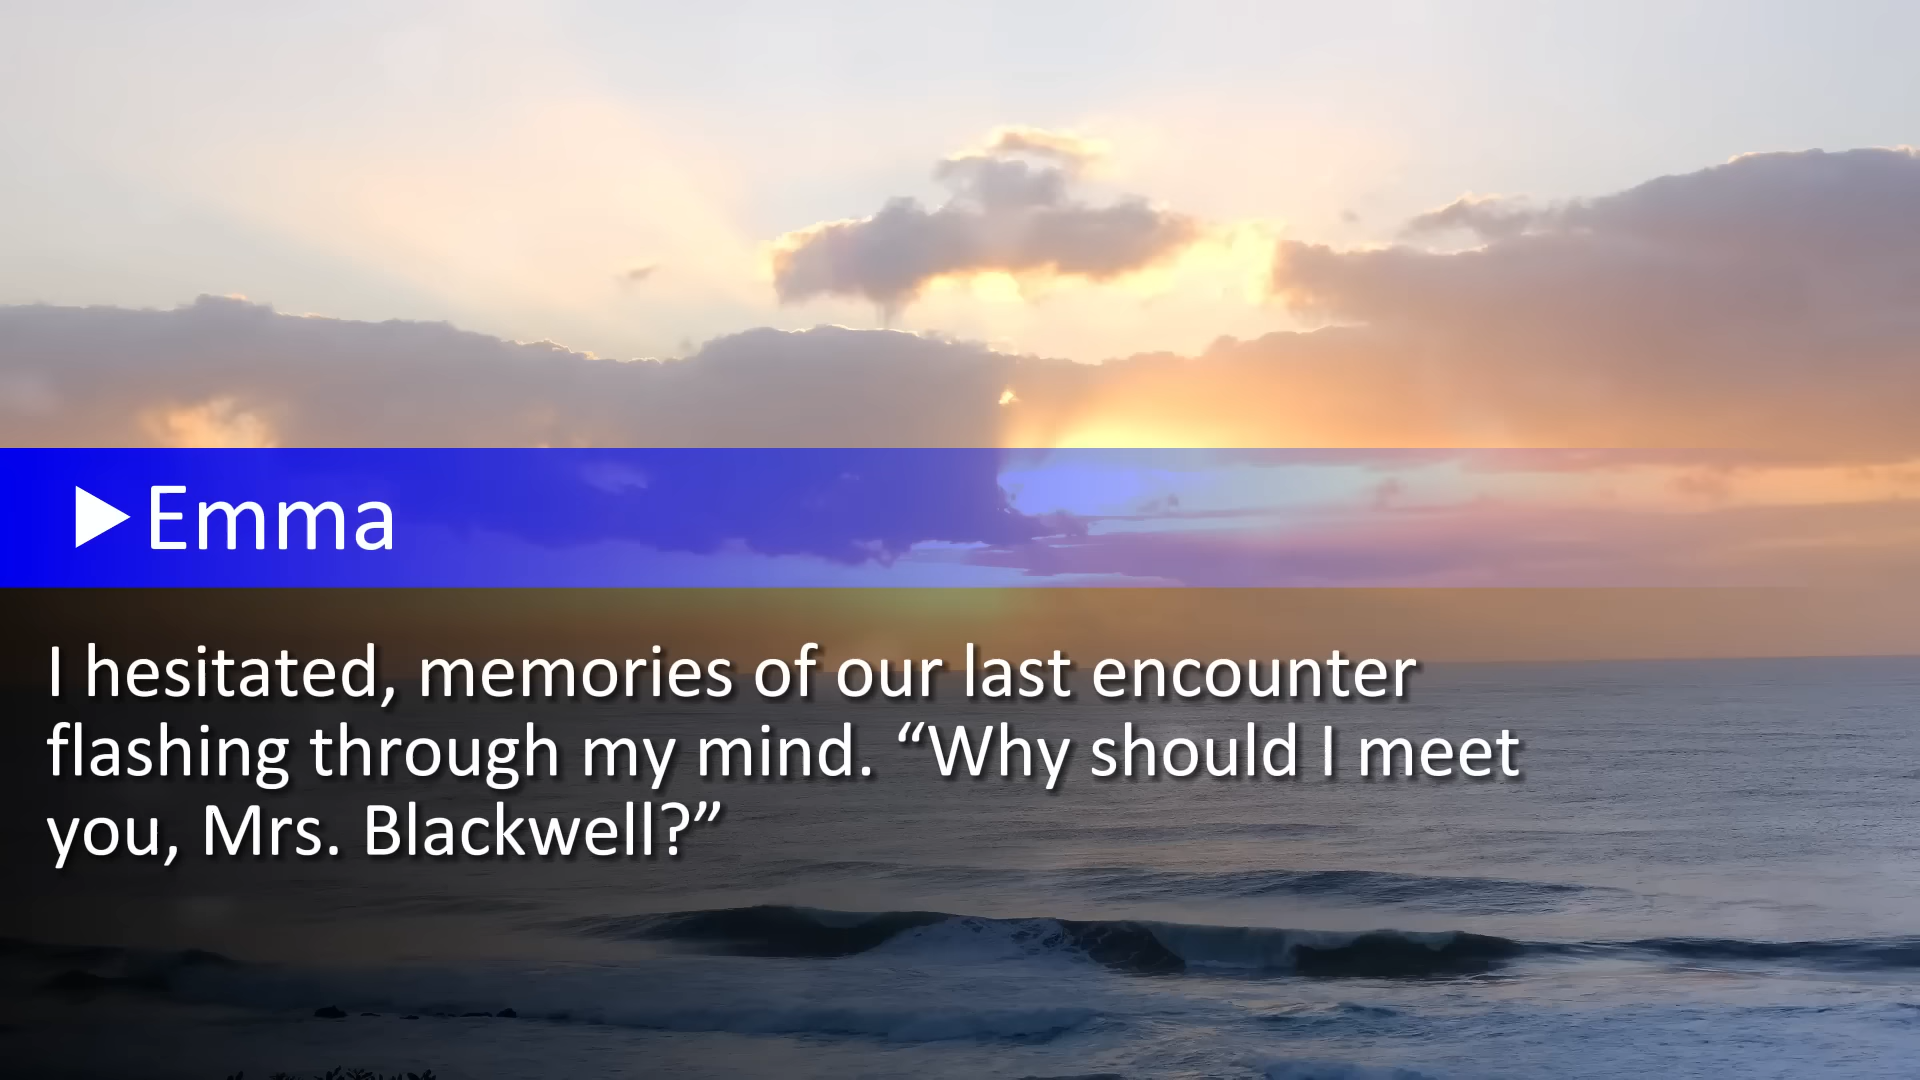 Emma
I hesitated, memories of our last encounter
flashing through my mind. “Why should I meet
you, Mrs. Blackwell?”